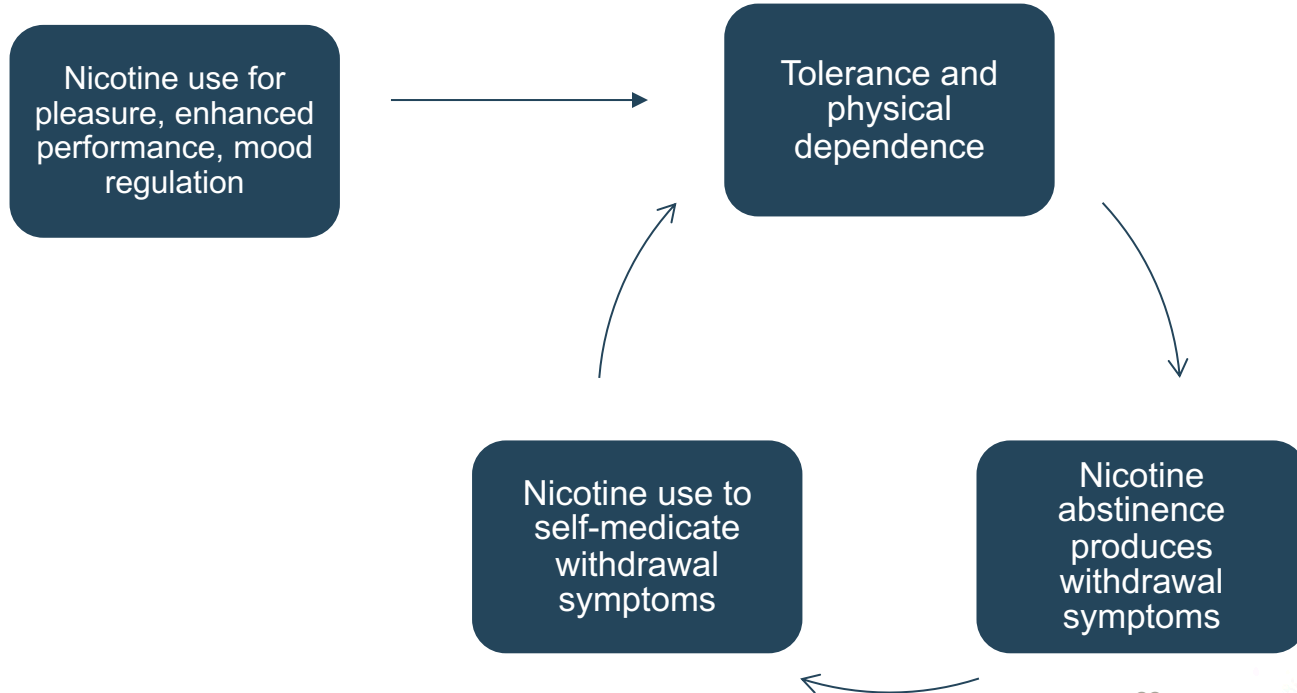 Nicotine use for
pleasure, enhanced
performance, mood
regulation
Tolerance and
physical
dependence
Nicotine use to
self-medicate
withdrawal
symptoms
Nicotine
abstinence
produces
withdrawal
symptoms